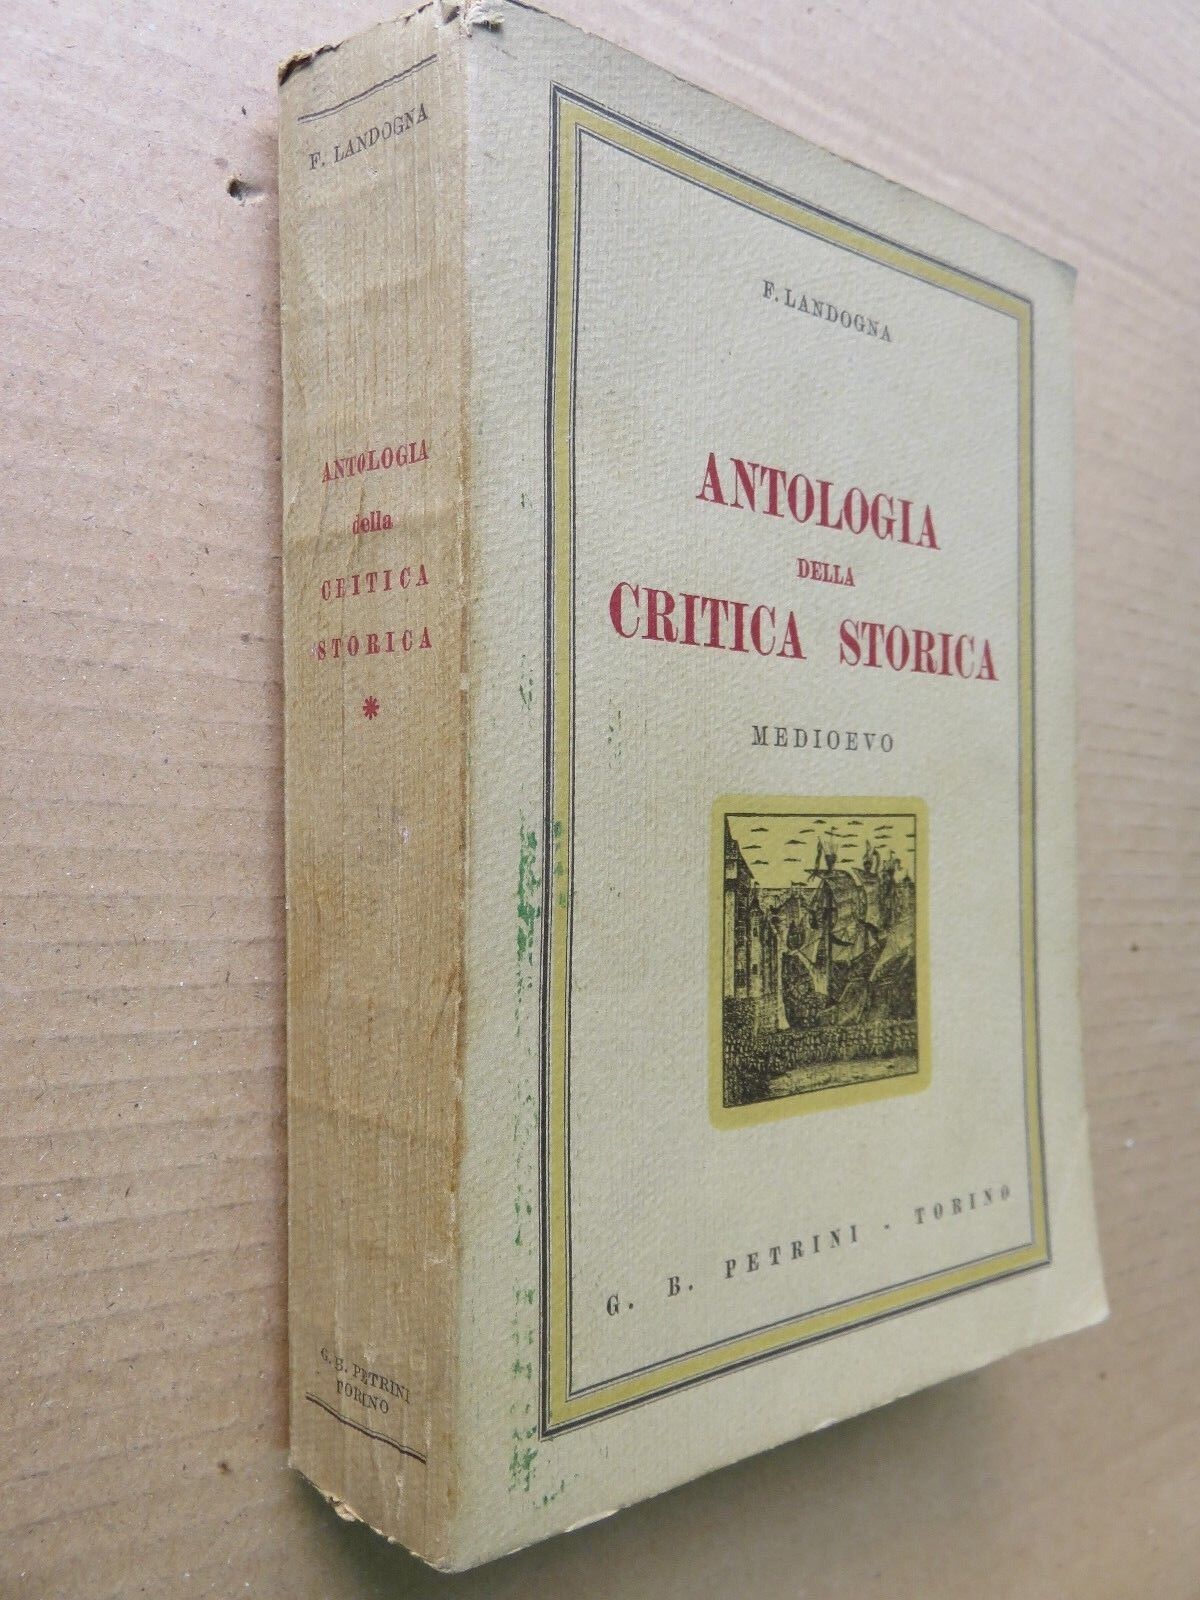 F. LANDOGNA
ANTOLOGIA
della
CRITICA
STORICA
*
G. B. PETRINI
TORINO
F. LANDOGNA
ANTOLOGIA
DELLA
CRITICA STORICA
MEDIOEVO
G. B. PETRINI - TORINO